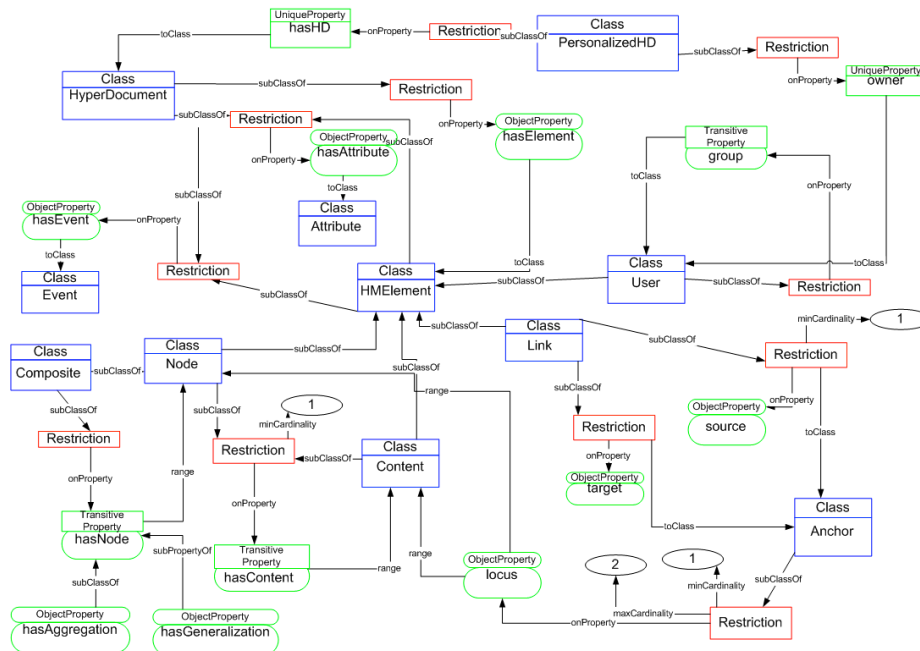 UniqueProperty
hasHD
onProperty
Restriction
subClassOf
Class
PersonalizedHD
toClass
subClassOf
Restriction
Class
HyperDocument
subClassOf
Restriction
onProperty
UniqueProperty
owner
subClassOf
Restriction
onProperty
ObjectProperty
hasAttribute
subClassOf
onProperty
ObjectProperty
hasElement
Transitive
Property
group
toClass
onProperty
toClass
Class
Attribute
subClassOf
ObjectProperty
hasEvent
onProperty
toClass
Class
Event
Restriction
subClassOf
Class
HMElement
toClass
subClassOf
Class
User
subClassOf
Restriction
toClass
Class
Composite
subClassOf
Class
Node
subClassOf
subClassOf
subClassOf
Class
Link
subClassOf
minCardinality
1
Restriction
subClassOf
Restriction
subClassOf
1
minCardinality
Restriction
subClassOf
Class
Content
range
subClassOf
Restriction
onProperty
ObjectProperty
target
onProperty
ObjectProperty
source
toClass
onProperty
range
onProperty
Transitive
Property
hasNode
subPropertyOf
Transitive
Property
hasContent
range
range
ObjectProperty
locus
toClass
Class
Anchor
subClassOf
subClassOf
ObjectProperty
hasAggregation
ObjectProperty
hasGeneralization
2
1
minCardinality
maxCardinality
onProperty
Restriction